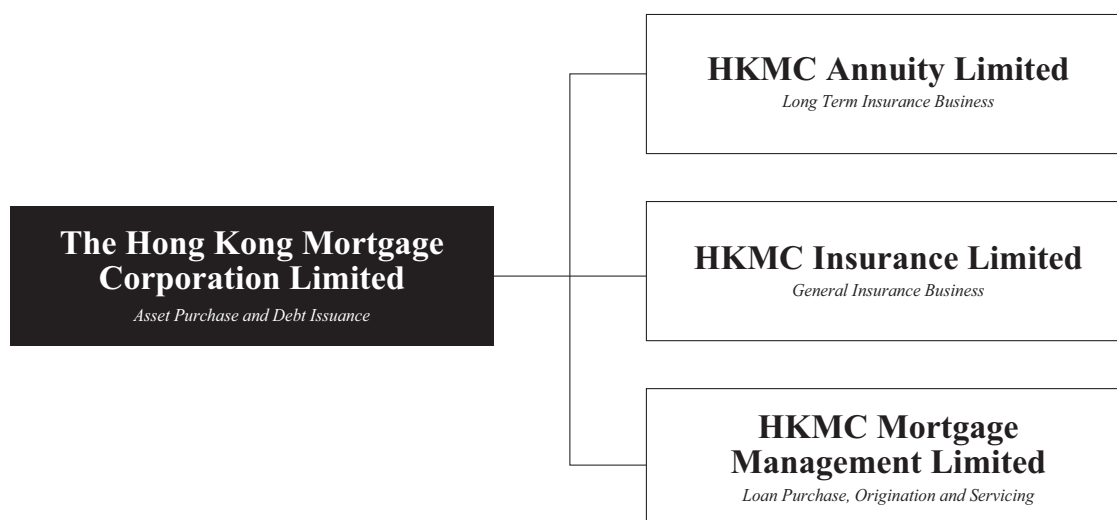 HKMC Annuity Limited
Long Term Insurance Business
The Hong Kong Mortgage
Corporation Limited
Asset Purchase and Debt Issuance
HKMC Insurance Limited
General Insurance Business
HKMC Mortgage
Management Limited
Loan Purchase, Origination and Servicing